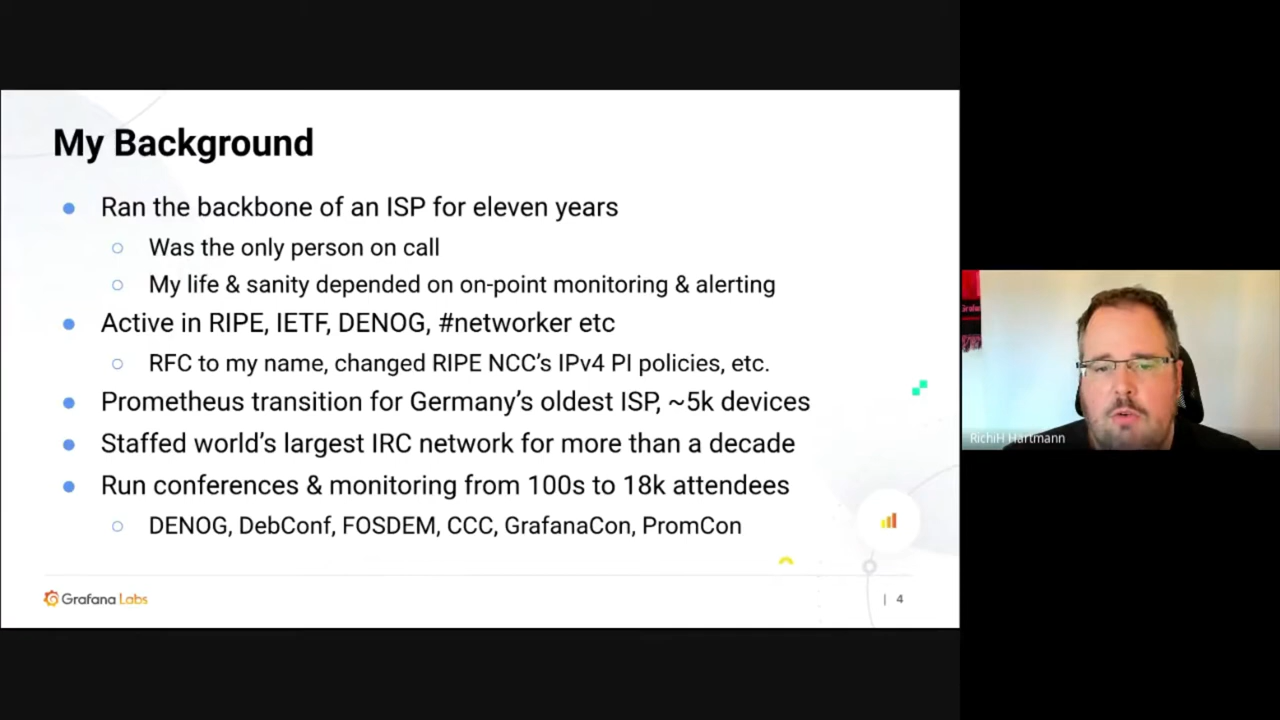 My Background
Ran the backbone of an ISP for eleven years
Was the only person on call
My life & sanity depended on on-point monitoring & alerting
Active in RIPE, IETF, DENOG, #networker etc
RFC to my name, changed RIPE NCC’s IPv4 PI policies, etc.
Prometheus transition for Germany’s oldest ISP, ~5k devices
Staffed world’s largest IRC network for more than a decade
Run conferences & monitoring from 100s to 18k attendees
DENOG, DebConf, FOSDEM, CCC, GrafanaCon, PromCon
Grafana Labs
| 4
RichiH Hartmann